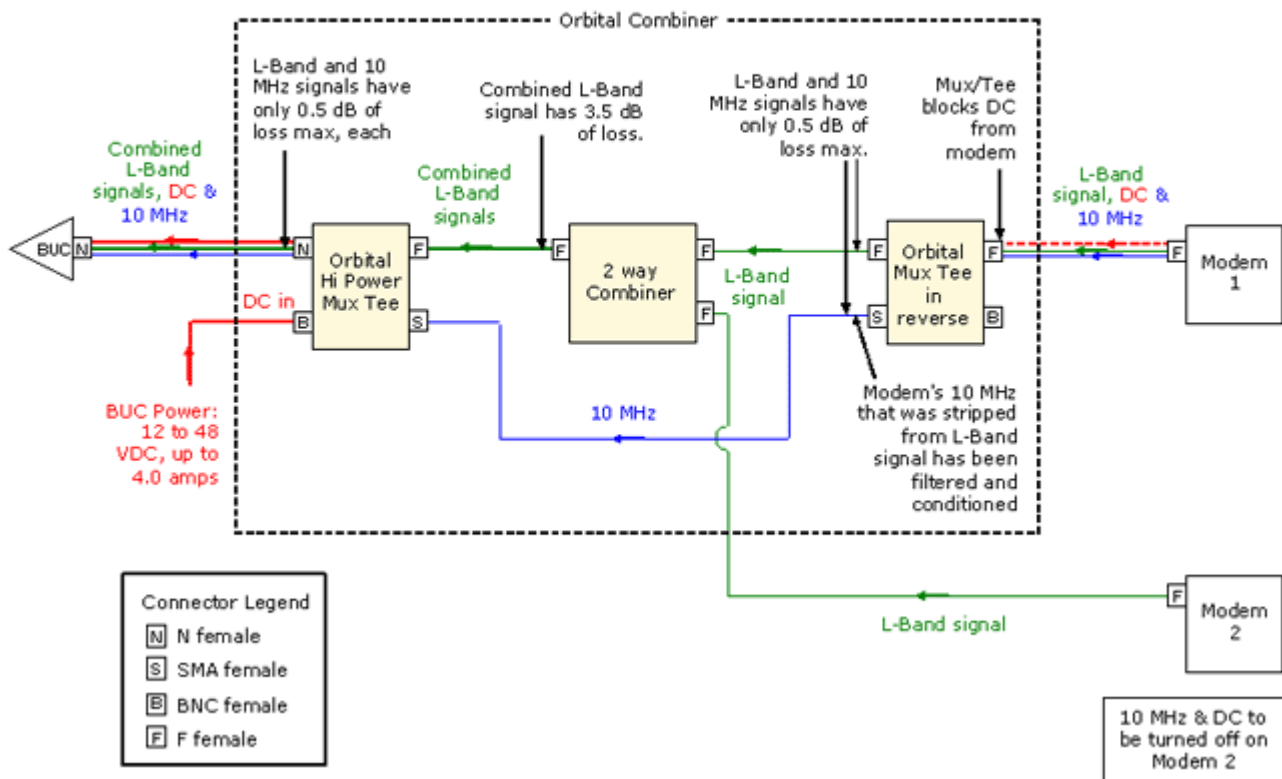 Orbital Combiner
L-Band and 10
MHz signals have
only 0.5 dB of
loss max, each
Combined L-Band
signal has 3.5 dB
of loss.
L-Band and 10
MHz signals have
only 0.5 dB of
loss max.
Mux/Tee
blocks DC
from
modem
Combined
L-Band
signals, DC &
10 MHz
Combined
L-Band
signals
L-Band
signal, DC &
10 MHz
BUC
N
N
Orbital
Hi Power
Mux Tee
F
B
S
DC in
F
2 way
Combiner
F
F
L-Band
signal
F
Orbital
Mux Tee
in
reverse
F
S
B
F
Modem
1
BUC Power:
12 to 48
VDC, up to
4.0 amps
10 MHz
Modem's 10 MHz
that was stripped
from L-Band
signal has been
filtered and
conditioned
Connector Legend
N N female
S SMA female
B BNC female
F F female
L-Band signal
F
Modem
2
10 MHz & DC to
be turned off on
Modem 2